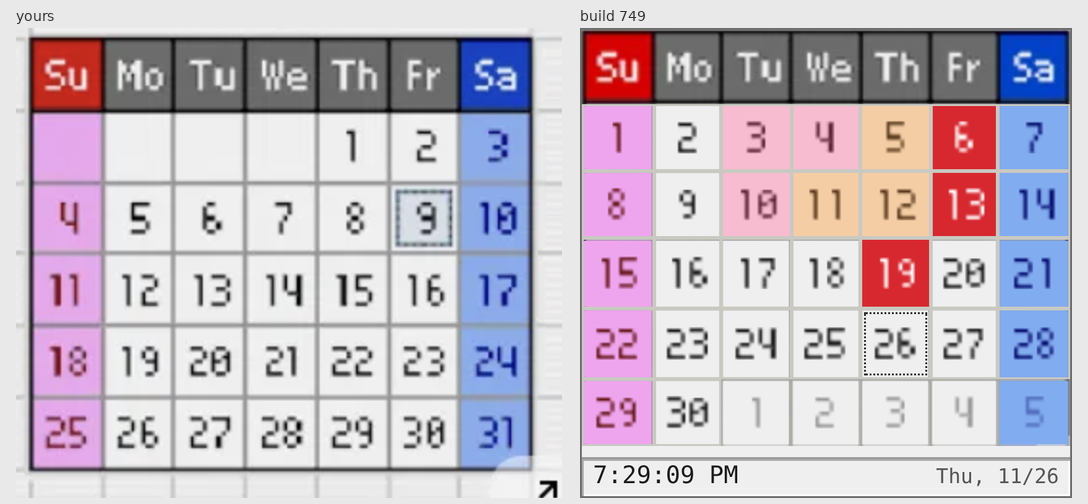 yours
Su Mo Tu We Th Fr Sa
1 2 3
4 5 6 7 8 9 10
11 12 13 14 15 16 17
18 19 20 21 22 23 24
25 26 27 28 29 30 31
build 749
Su Mo Tu We Th Fr Sa
1 2 3 4 5 6 7
8 9 10 11 12 13 14
15 16 17 18 19 20 21
22 23 24 25 26 27 28
29 30 1 2 3 4 5
7:29:09 PM Thu, 11/26